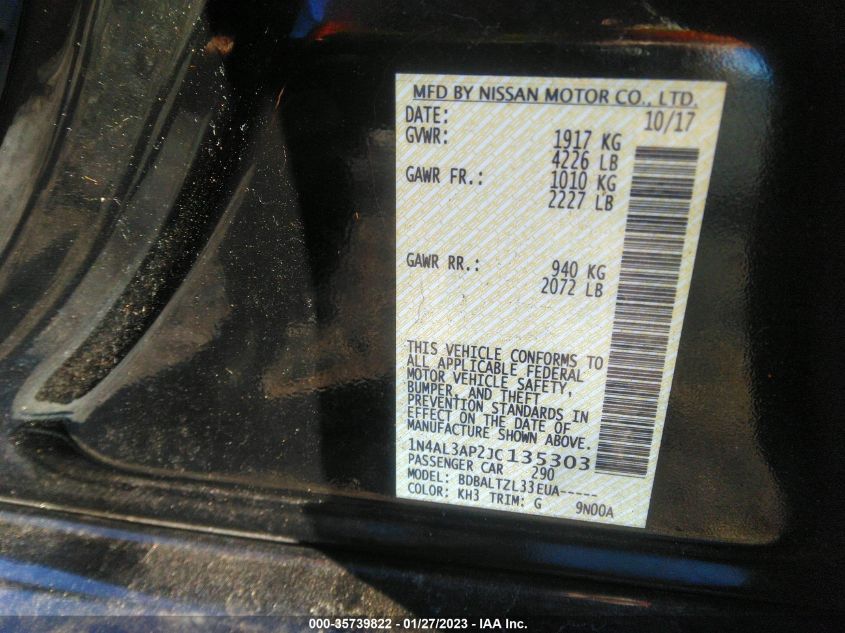 MFD BY NISSAN MOTOR CO., LTD.
DATE: 10/17
GVWR: 1917 KG
4226 LB
GAWR FR.: 1010 KG
2227 LB
GAWR RR.: 940 KG
2072 LB
THIS VEHICLE CONFORMS TO
ALL APPLICABLE FEDERAL
MOTOR VEHICLE SAFETY,
BUMPER, AND THEFT
PREVENTION STANDARDS IN
EFFECT ON THE DATE OF
MANUFACTURE SHOWN ABOVE.
1N4AL3AP2JC135303
PASSENGER CAR 290
MODEL: BDBALTZL33EUA-----
COLOR: KH3 TRIM: G 9N00A
000-35739822 - 01/27/2023 - IAA Inc.